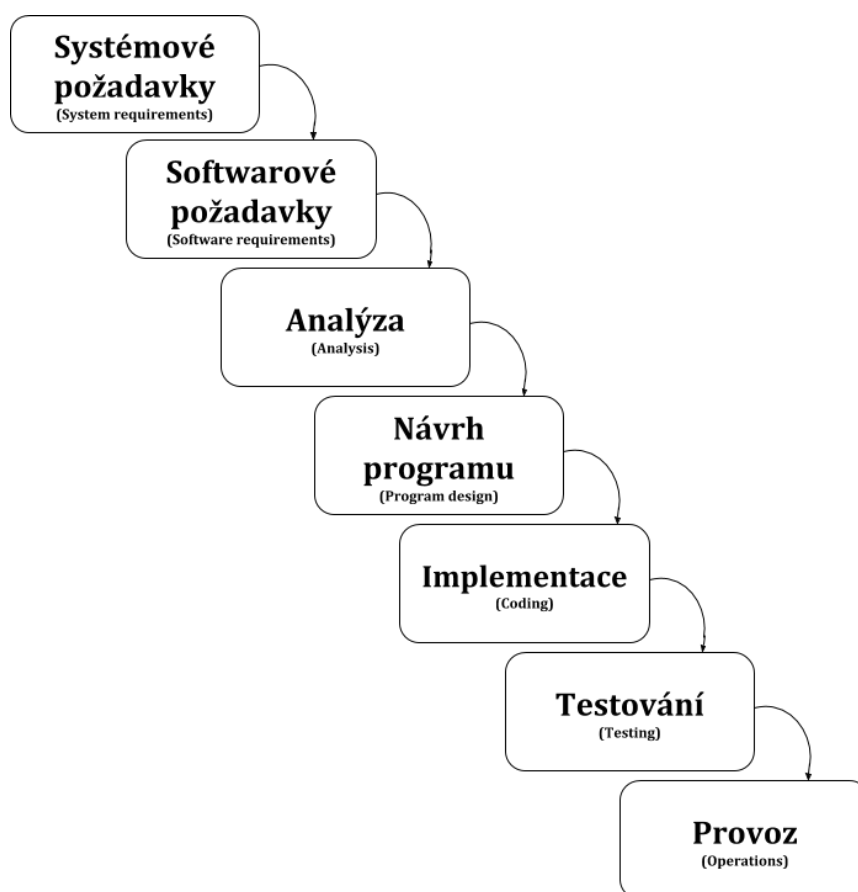 Systémové
požadavky
(System requirements)
Softwarové
požadavky
(Software requirements)
Analýza
(Analysis)
Návrh
programu
(Program design)
Implementace
(Coding)
Testování
(Testing)
Provoz
(Operations)